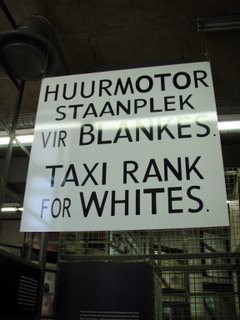 HUURMOTOR
STAANPLEK
VIR BLANKES.
TAXI RANK
FOR WHITES.